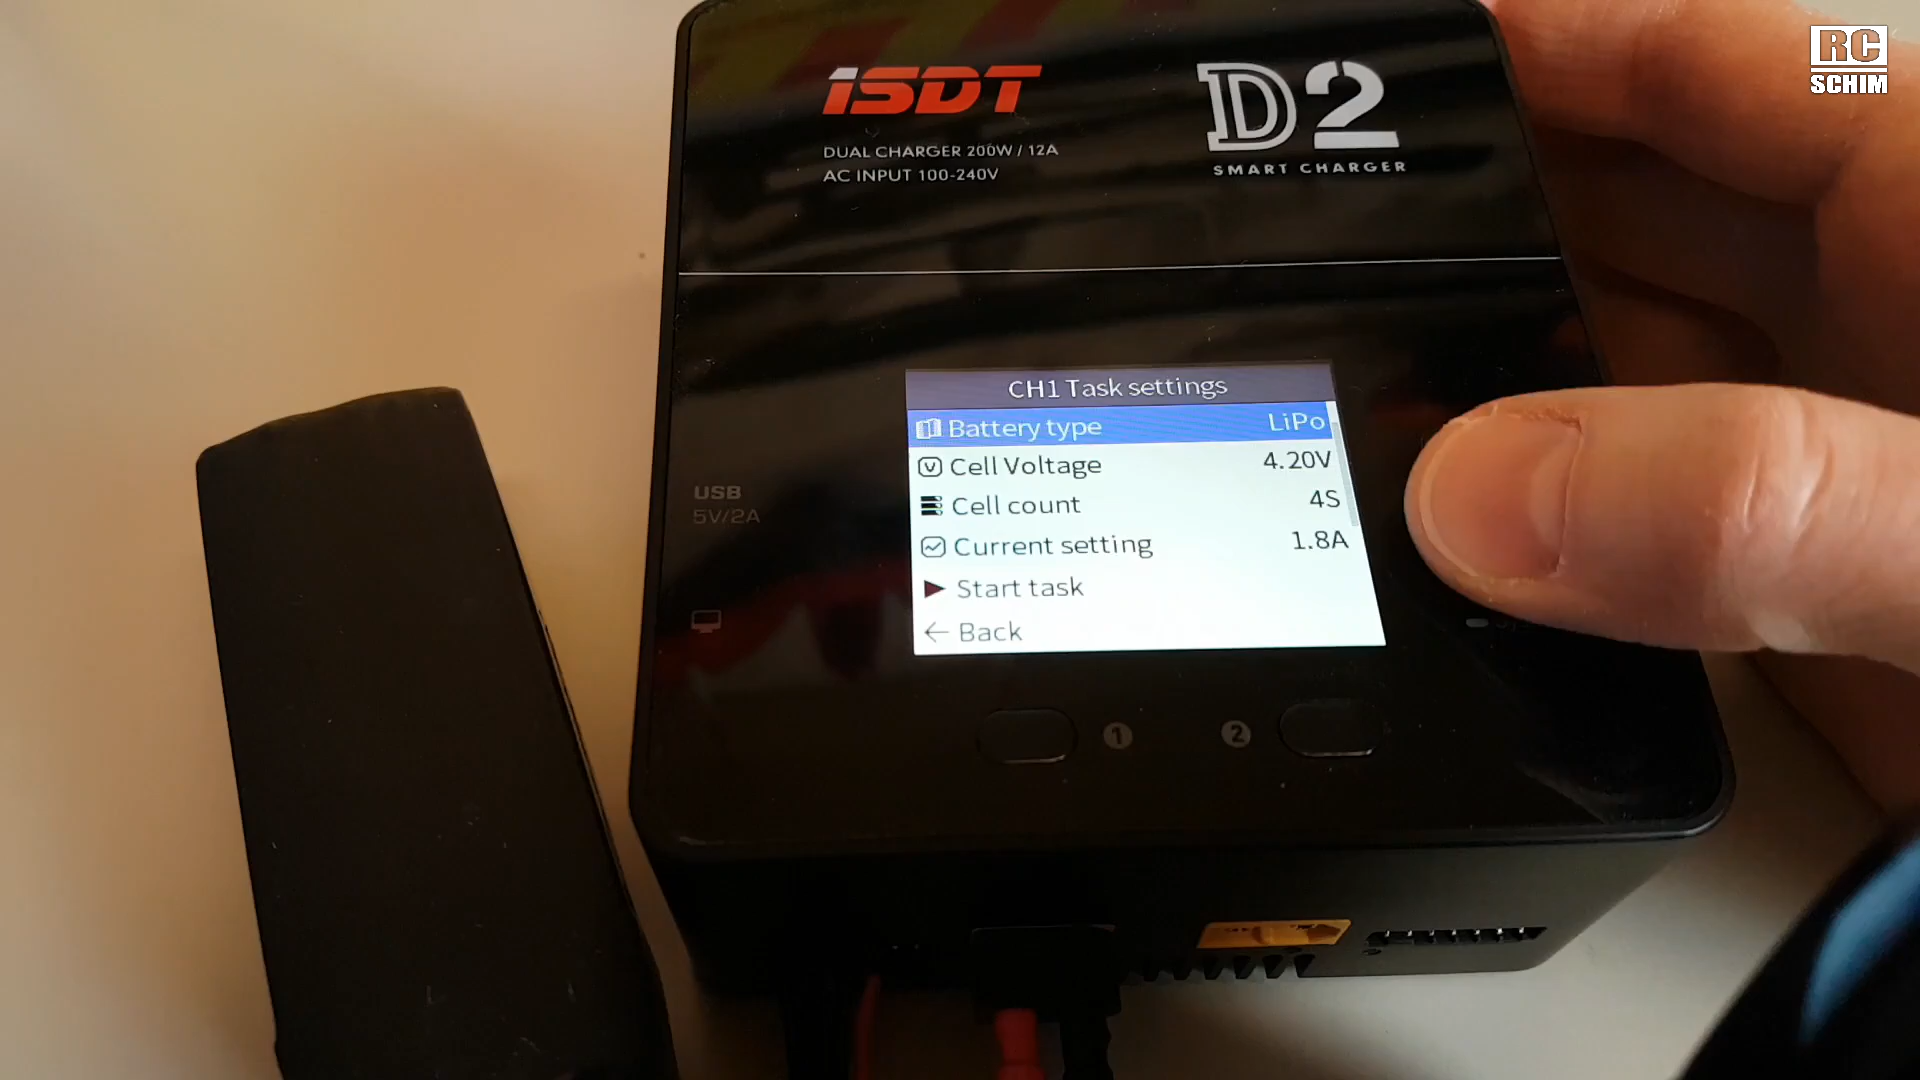 RC
SCHIM
iSDT
D2
DUAL CHARGER 200W / 12A
AC INPUT 100-240V
SMART CHARGER
CH1 Task settings
Battery type LiPo
Cell Voltage 4.20V
Cell count 4S
Current setting 1.8A
Start task
Back
USB
5V/2A
1
2